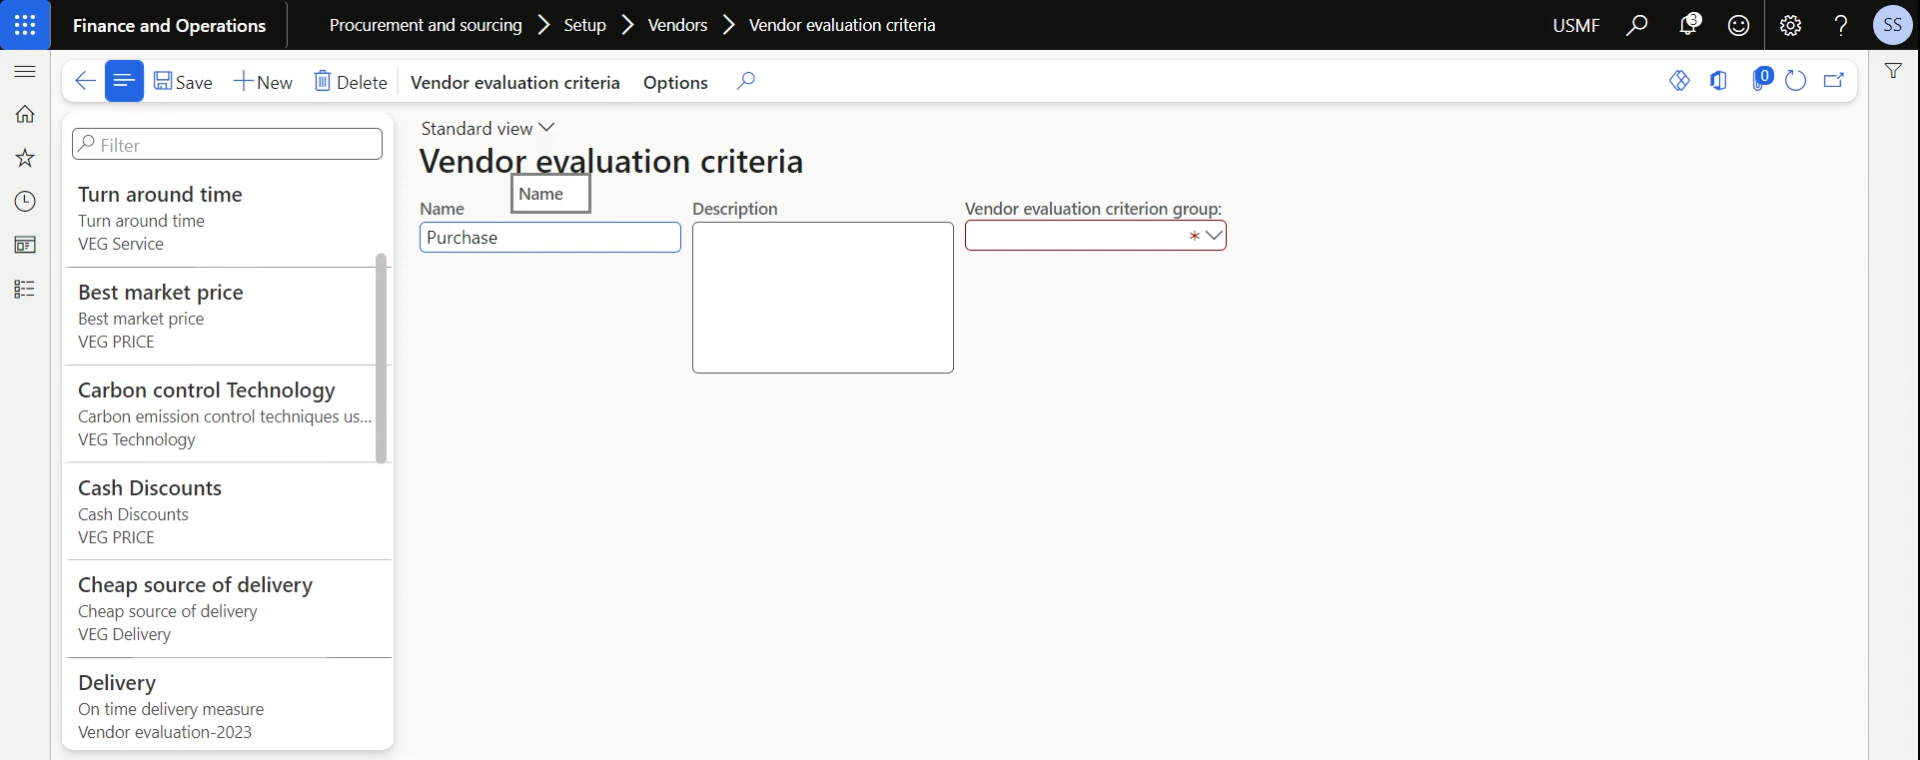 Finance and Operations
Procurement and sourcing
Setup
Vendors
Vendor evaluation criteria
USMF
3
?
SS
Save
New
Delete
Vendor evaluation criteria
Options
0
Filter
Turn around time
Turn around time
VEG Service
Best market price
Best market price
VEG PRICE
Carbon control Technology
Carbon emission control techniques us...
VEG Technology
Cash Discounts
Cash Discounts
VEG PRICE
Cheap source of delivery
Cheap source of delivery
VEG Delivery
Delivery
On time delivery measure
Vendor evaluation-2023
Standard view
Vendor evaluation criteria
Name
Name
Purchase
Description
Vendor evaluation criterion group:
*